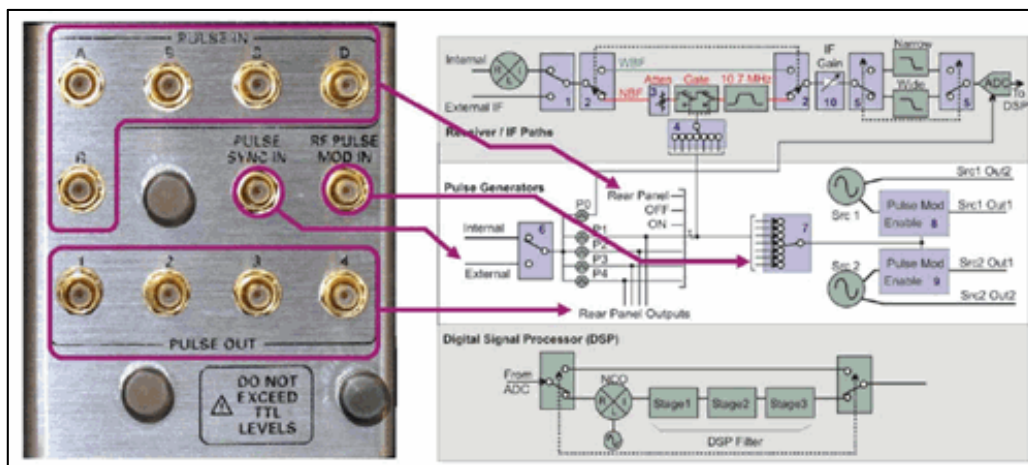 PULSE IN
A B C D
R
PULSE SYNC IN
RF PULSE MOD IN
1 2 3 4
PULSE OUT
DO NOT
EXCEED
TTL
LEVELS
Internal
External IF
R L I
1
2
WBF
NBF
Atten
3
Gate
10.7 MHz
4
2
IF
Gain
10
5
Narrow
Wide
5
ADC
To
DSP
Receiver / IF Paths
Pulse Generators
Internal
External
6
P0
P1
P2
P3
P4
Rear Panel
OFF
ON
Rear Panel Outputs
7
Src 1
Src1 Out2
Pulse Mod
Enable 8
Src1 Out1
Src 2
Pulse Mod
Enable 9
Src2 Out1
Src2 Out2
Digital Signal Processor (DSP)
From
ADC
NCO
R L I
Stage1
Stage2
Stage3
DSP Filter